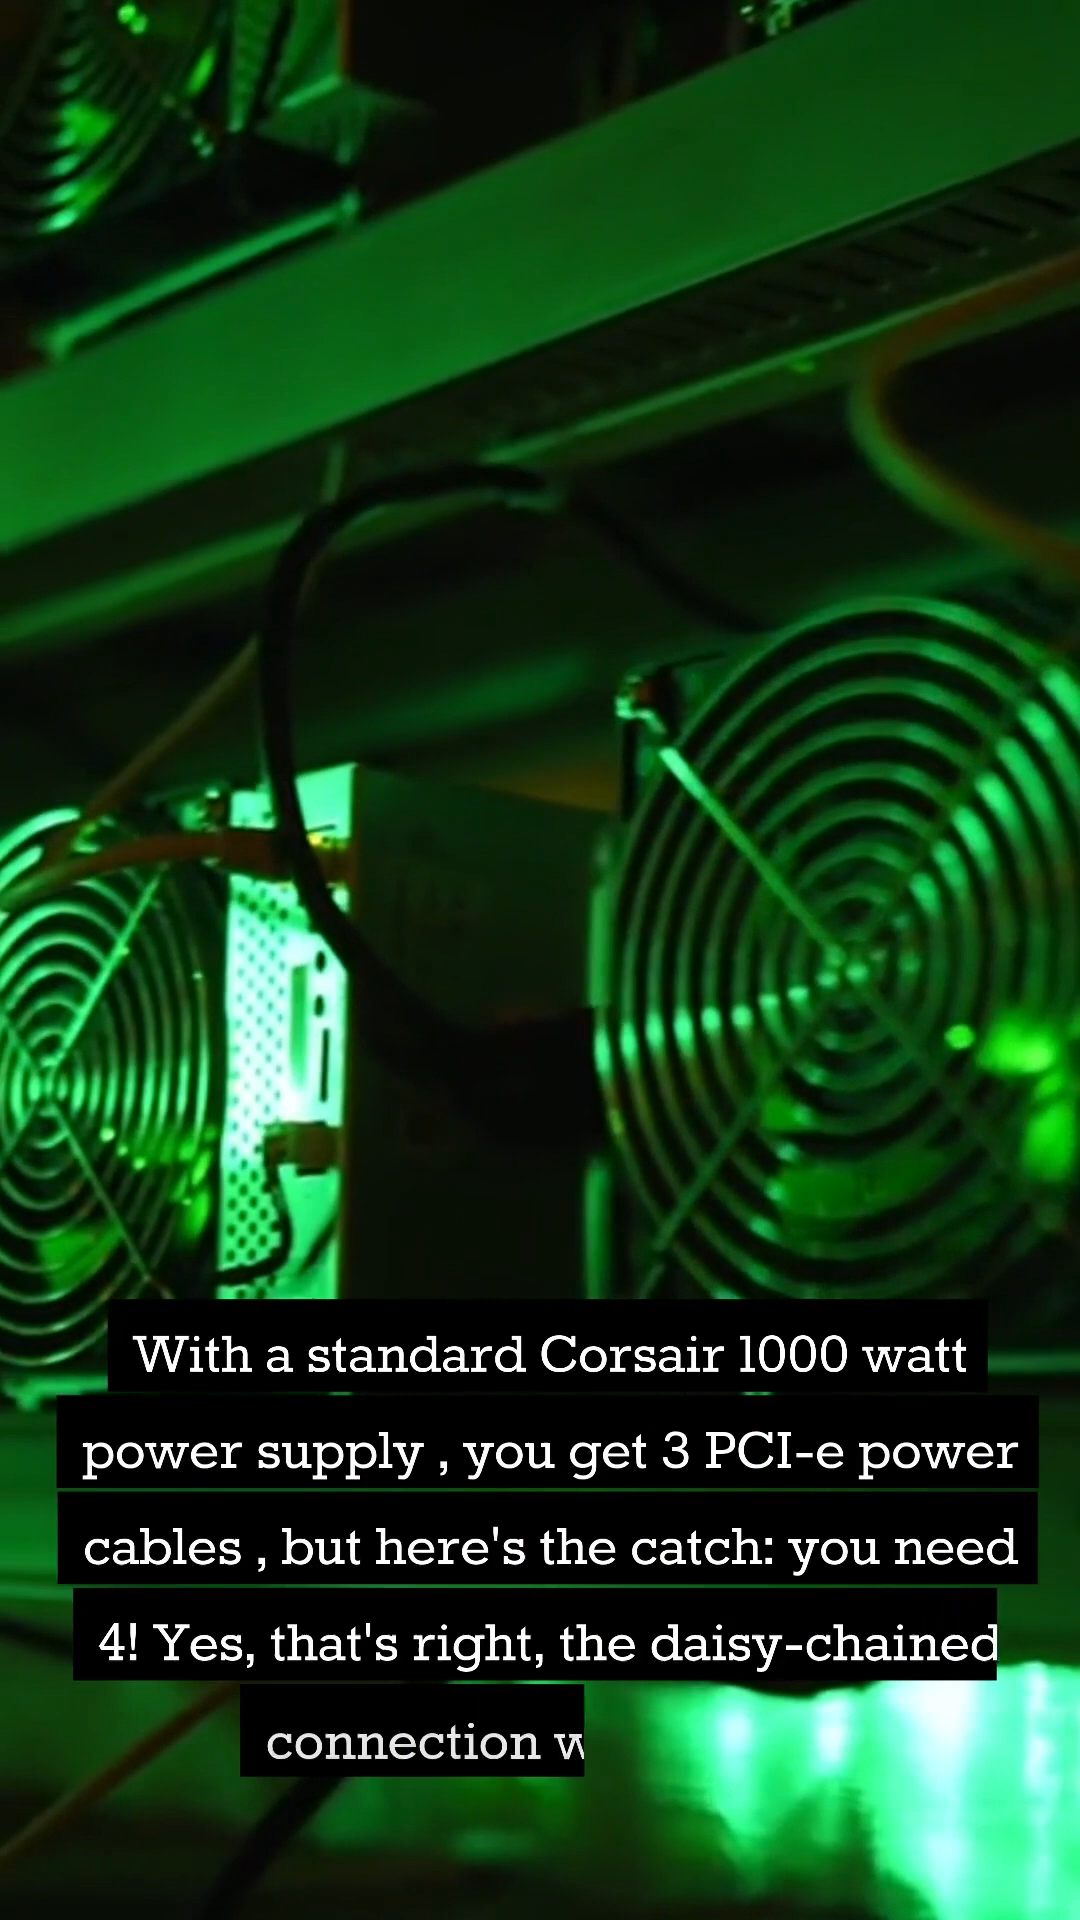 With a standard Corsair 1000 watt
power supply , you get 3 PCI-e power
cables , but here's the catch: you need
4! Yes, that's right, the daisy-chained
connection